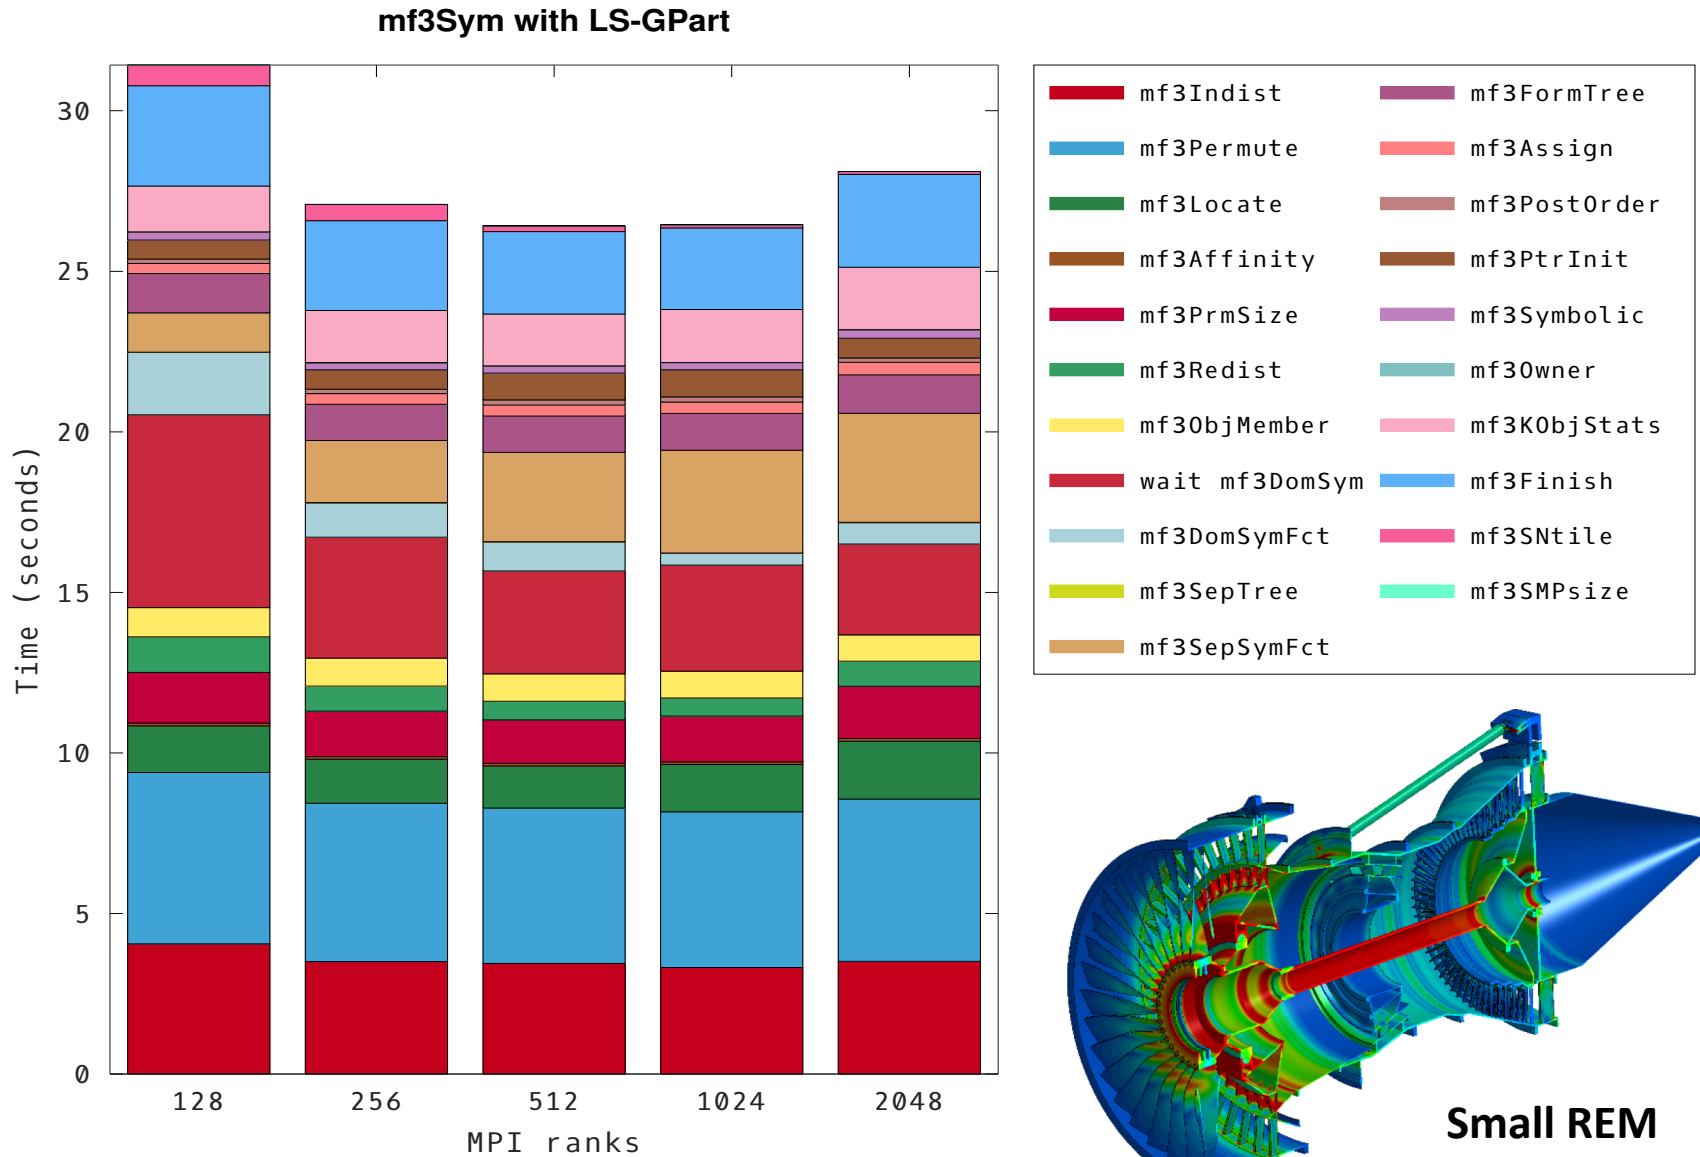 mf3Sym with LS-GPart
Time (seconds)
30
25
20
15
10
5
0
128 256 512 1024 2048
MPI ranks
mf3Indist
mf3Permute
mf3Locate
mf3Affinity
mf3PrmSize
mf3Redist
mf3ObjMember
wait mf3DomSym
mf3DomSymFct
mf3SepTree
mf3SepSymFct
mf3FormTree
mf3Assign
mf3PostOrder
mf3PtrInit
mf3Symbolic
mf3Owner
mf3KObjStats
mf3Finish
mf3SNtile
mf3SMPsize
Small REM